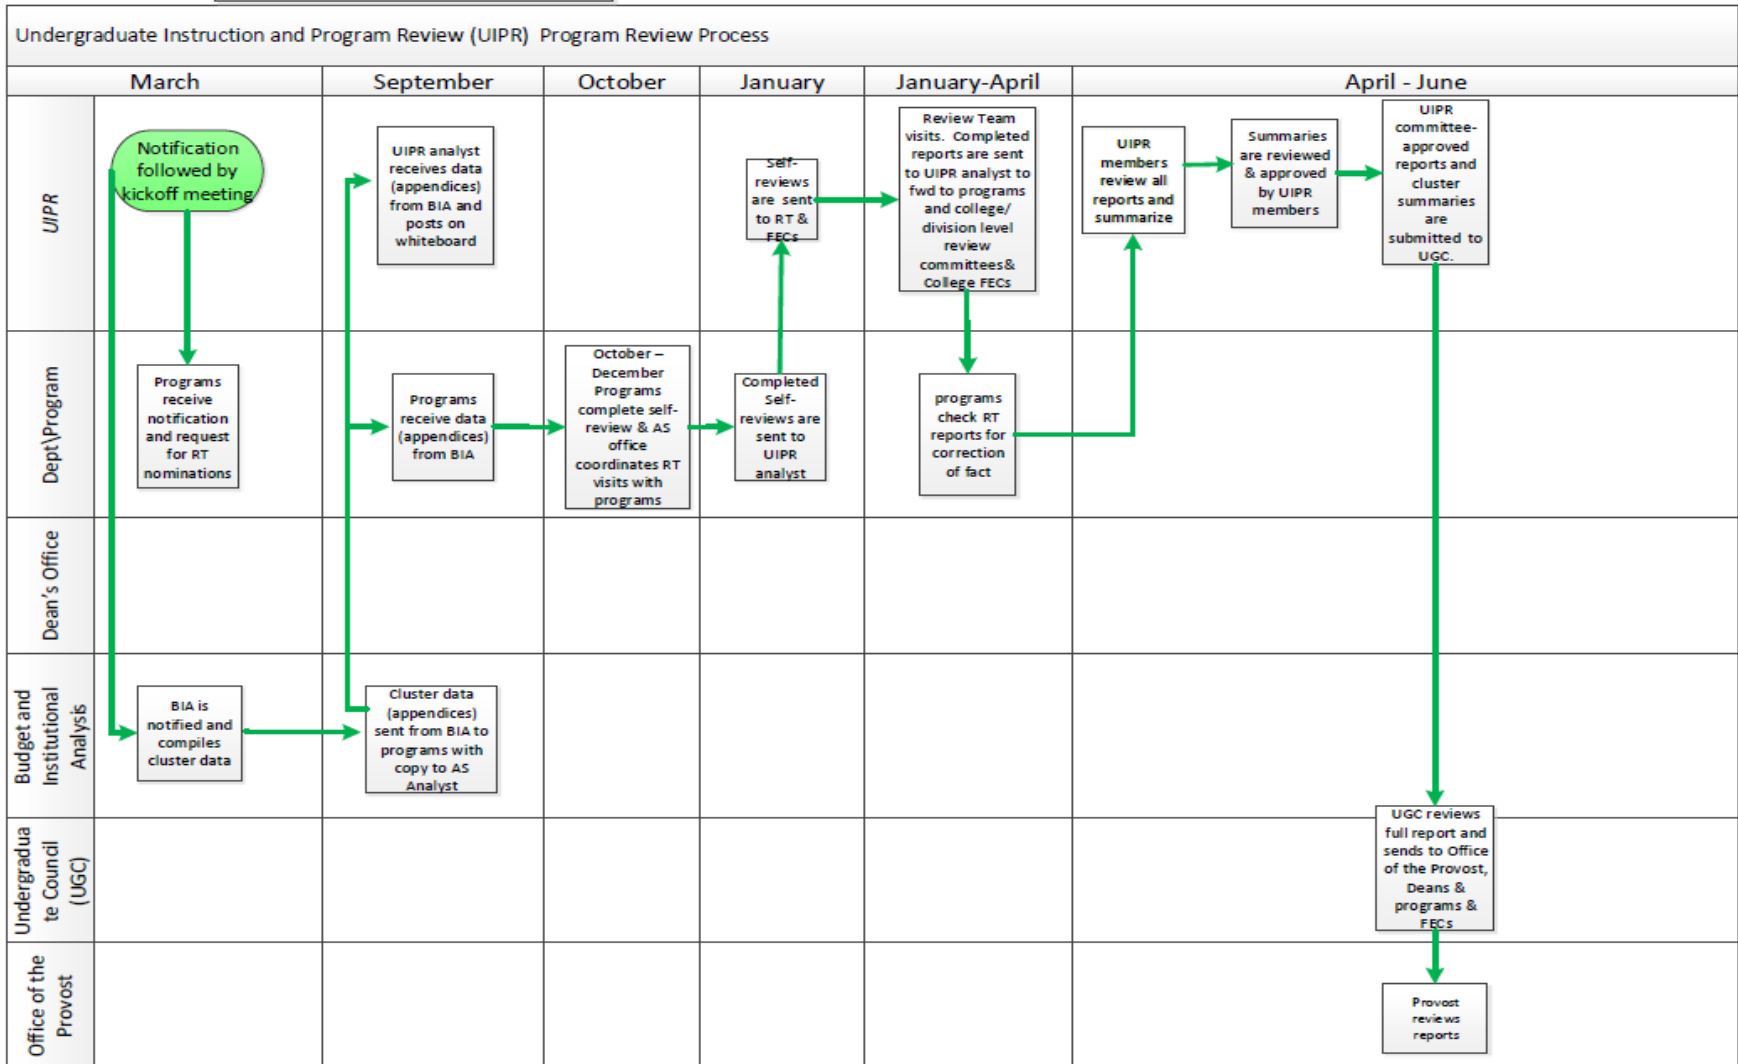 Undergraduate Instruction and Program Review (UIPR)  Program Review Process
March
September
October
January
January-April
April - June
UIPR
Notification
followed by
kickoff meeting
UIPR analyst
receives data
(appendices)
from BIA and
posts on
whiteboard
Self-
reviews
are sent
to RT &
FECs
Review Team
visits.  Completed
reports are sent
to UIPR analyst to
fwd to programs
and college/
division level
review
committees&
College FECs
UIPR
members
review all
reports and
summarize
Summaries
are reviewed
& approved
by UIPR
members
UIPR
committee-
approved
reports and
cluster
summaries
are
submitted to
UGC.
Dept\Program
Programs
receive
notification
and request
for RT
nominations
Programs
receive data
(appendices)
from BIA
October –
December
Programs
complete self-
review & AS
office
coordinates RT
visits with
programs
Completed
Self-
reviews are
sent to
UIPR
analyst
programs
check RT
reports for
correction
of fact
Dean's Office
Budget and
Institutional
Analysis
BIA is
notified and
compiles
cluster data
Cluster data
(appendices)
sent from BIA to
programs with
copy to AS
Analyst
Undergradua
te Council
(UGC)
UGC reviews
full report and
sends to Office
of the Provost,
Deans &
programs &
FECs
Office of the
Provost
Provost
reviews
reports